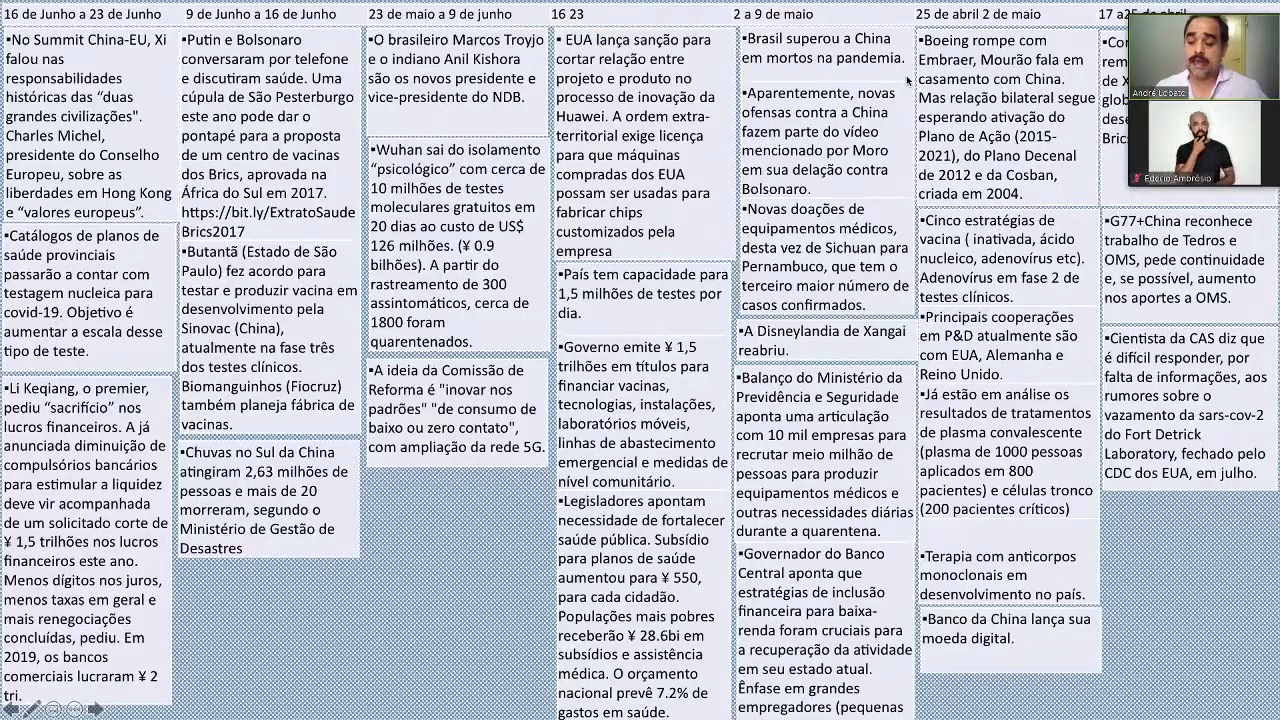 16 de Junho a 23 de Junho
▪No Summit China-EU, Xi
falou nas
responsabilidades
históricas das “duas
grandes civilizações".
Charles Michel,
presidente do Conselho
Europeu, sobre as
liberdades em Hong Kong
e “valores europeus”.
▪Catálogos de planos de
saúde provinciais
passarão a contar com
testagem nucleica para
covid-19. Objetivo é
aumentar a escala desse
tipo de teste.
▪Li Keqiang, o premier,
pediu “sacrifício” nos
lucros financeiros. A já
anunciada diminuição de
compulsórios bancários
para estimular a liquidez
deve vir acompanhada
de um solicitado corte de
¥ 1,5 trilhões nos lucros
financeiros este ano.
Menos dígitos nos juros,
menos taxas em geral e
mais renegociações
concluídas, pediu. Em
2019, os bancos
comerciais lucraram ¥ 2
tri.
9 de Junho a 16 de Junho
▪Putin e Bolsonaro
conversaram por telefone
e discutiram saúde. Uma
cúpula de São Pesterburgo
este ano pode dar o
pontapé para a proposta
de um centro de vacinas
dos Brics, aprovada na
África do Sul em 2017.
https://bit.ly/ExtratoSaude
Brics2017
▪Butantã (Estado de São
Paulo) fez acordo para
testar e produzir vacina em
desenvolvimento pela
Sinovac (China),
atualmente na fase três
dos testes clínicos.
Biomanguinhos (Fiocruz)
também planeja fábrica de
vacinas.
▪Chuvas no Sul da China
atingiram 2,63 milhões de
pessoas e mais de 20
morreram, segundo o
Ministério de Gestão de
Desastres
23 de maio a 9 de junho
▪O brasileiro Marcos Troyjo
e o indiano Anil Kishora
são os novos presidente e
vice-presidente do NDB.
▪Wuhan sai do isolamento
“psicológico” com cerca de
10 milhões de testes
moleculares gratuitos em
20 dias ao custo de US$
126 milhões. (¥ 0.9
bilhões). A partir do
rastreamento de 300
assintomáticos, cerca de
1800 foram
quarentenados.
▪A ideia da Comissão de
Reforma é "inovar nos
padrões" "de consumo de
baixo ou zero contato",
com ampliação da rede 5G.
16 23
▪ EUA lança sanção para
cortar relação entre
projeto e produto no
processo de inovação da
Huawei. A ordem extra-
territorial exige licença
para que máquinas
compradas dos EUA
possam ser usadas para
fabricar chips
customizados pela
empresa
▪País tem capacidade para
1,5 milhões de testes por
dia.
▪Governo emite ¥ 1,5
trilhões em títulos para
financiar vacinas,
tecnologias, instalações,
laboratórios móveis,
linhas de abastecimento
emergencial e medidas de
nível comunitário.
▪Legisladores apontam
necessidade de fortalecer
saúde pública. Subsídio
para planos de saúde
aumentou para ¥ 550,
para cada cidadão.
Populações mais pobres
receberão ¥ 28.6bi em
subsídios e assistência
médica. O orçamento
nacional prevê 7.2% de
gastos em saúde.
2 a 9 de maio
▪Brasil superou a China
em mortos na pandemia.
▪Aparentemente, novas
ofensas contra a China
fazem parte do vídeo
mencionado por Moro
em sua delação contra
Bolsonaro.
▪Novas doações de
equipamentos médicos,
desta vez de Sichuan para
Pernambuco, que tem o
terceiro maior número de
casos confirmados.
▪A Disneylandia de Xangai
reabriu.
▪Balanço do Ministério da
Previdência e Seguridade
aponta uma articulação
com 10 mil empresas para
recrutar meio milhão de
pessoas para produzir
equipamentos médicos e
outras necessidades diárias
durante a quarentena.
▪Governador do Banco
Central aponta que
estratégias de inclusão
financeira para baixa-
renda foram cruciais para
a recuperação da atividade
em seu estado atual.
Ênfase em grandes
empregadores (pequenas
25 de abril 2 de maio
▪Boeing rompe com
Embraer, Mourão fala em
casamento com China.
Mas relação bilateral segue
esperando ativação do
Plano de Ação (2015-
2021), do Plano Decenal
de 2012 e da Cosban,
criada em 2004.
▪Cinco estratégias de
vacina ( inativada, ácido
nucleico, adenovírus etc).
Adenovírus em fase 2 de
testes clínicos.
▪Principais cooperações
em P&D atualmente são
com EUA, Alemanha e
Reino Unido.
▪Já estão em análise os
resultados de tratamentos
de plasma convalescente
(plasma de 1000 pessoas
aplicados em 800
pacientes) e células tronco
(200 pacientes críticos)
▪Terapia com anticorpos
monoclonais em
desenvolvimento no país.
▪Banco da China lança sua
moeda digital.
17 a25 de abril
▪G77+China reconhece
trabalho de Tedros e
OMS, pede continuidade
e, se possível, aumento
nos aportes a OMS.
▪Cientista da CAS diz que
é difícil responder, por
falta de informações, aos
rumores sobre o
vazamento da sars-cov-2
do Fort Detrick
Laboratory, fechado pelo
CDC dos EUA, em julho.
André Lobato
Edécio Ambrósio